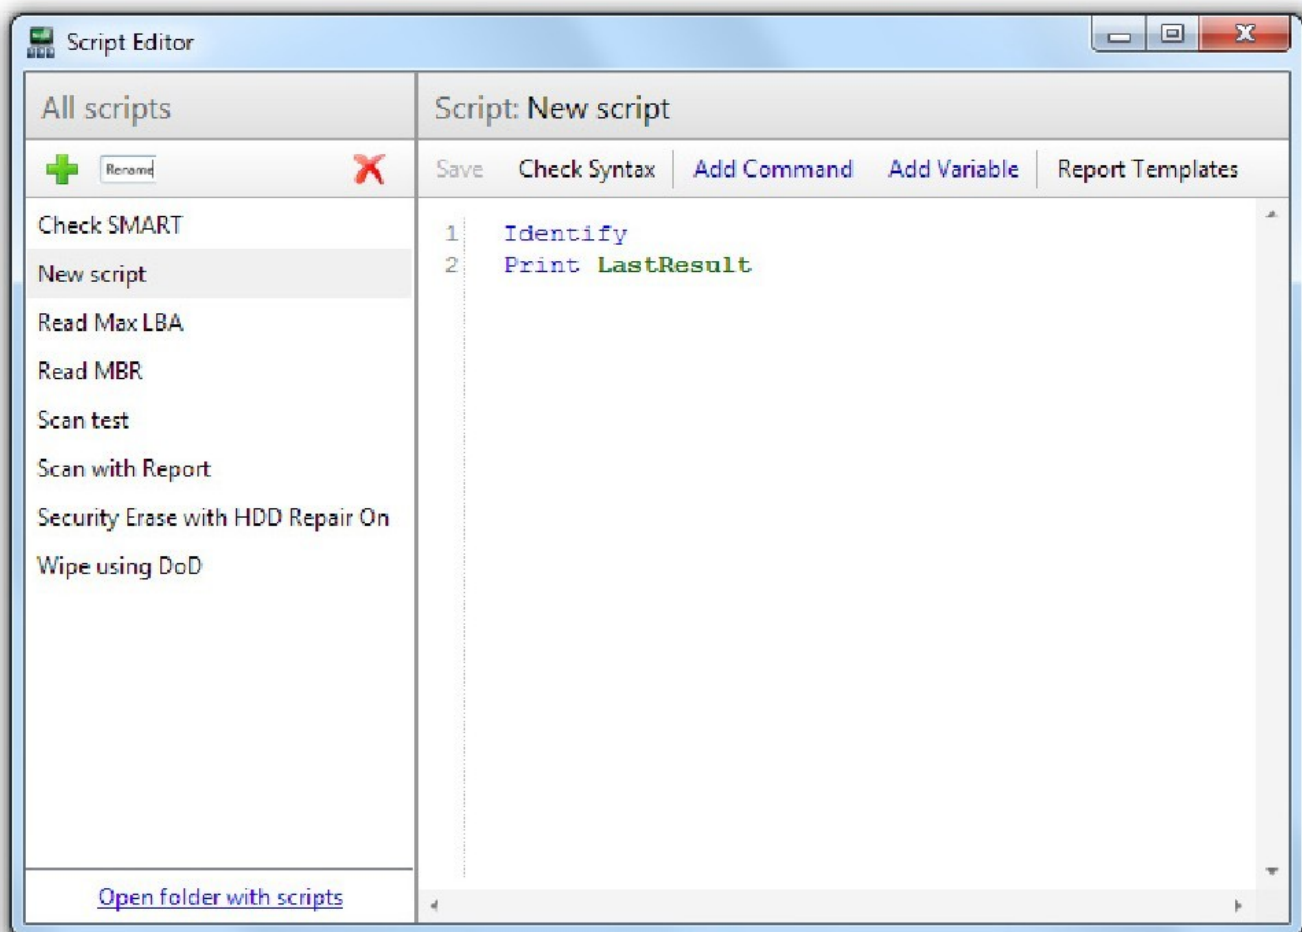 Script Editor
All scripts
Rename
Check SMART
New script
Read Max LBA
Read MBR
Scan test
Scan with Report
Security Erase with HDD Repair On
Wipe using DoD
Open folder with scripts
Script: New script
Save Check Syntax Add Command Add Variable Report Templates
1 Identify
2 Print LastResult